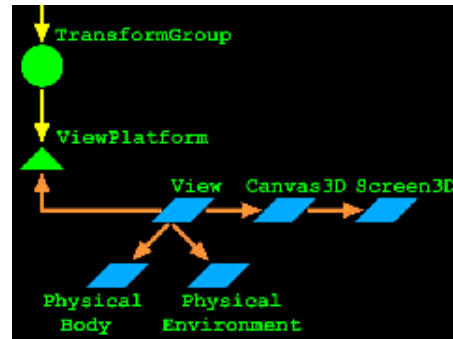 TransformGroup
ViewPlatform
View Canvas3D Screen3D
Physical Physical
Body Environment